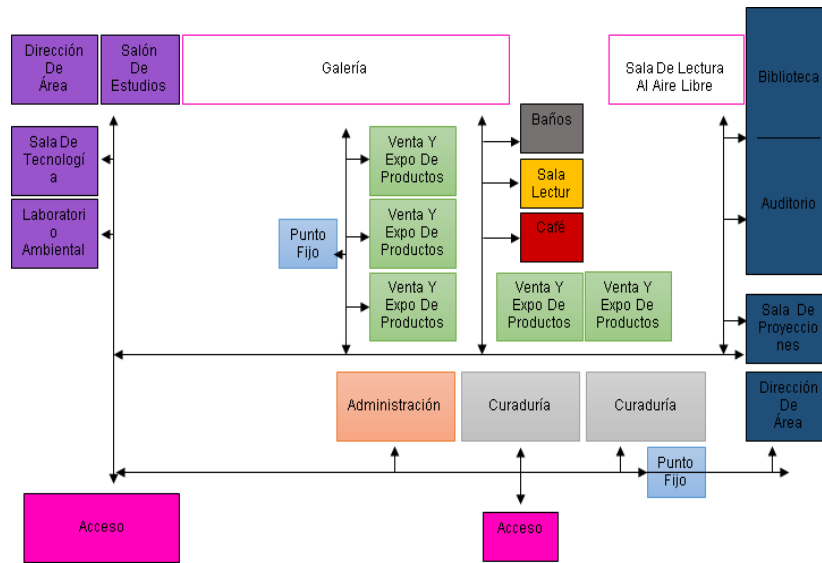 Dirección
De
Área
Salón
De
Estudios
Galería
Sala De Lectura
Al Aire Libre
Biblioteca
Sala De
Tecnologí
a
Laboratori
o
Ambiental
Punto
Fijo
Venta Y
Expo De
Productos
Venta Y
Expo De
Productos
Venta Y
Expo De
Productos
Baños
Sala
Lectur
Café
Venta Y
Expo De
Productos
Venta Y
Expo De
Productos
Auditorio
Sala De
Proyeccio
nes
Administración
Curaduría
Curaduría
Dirección
De
Área
Punto
Fijo
Acceso
Acceso